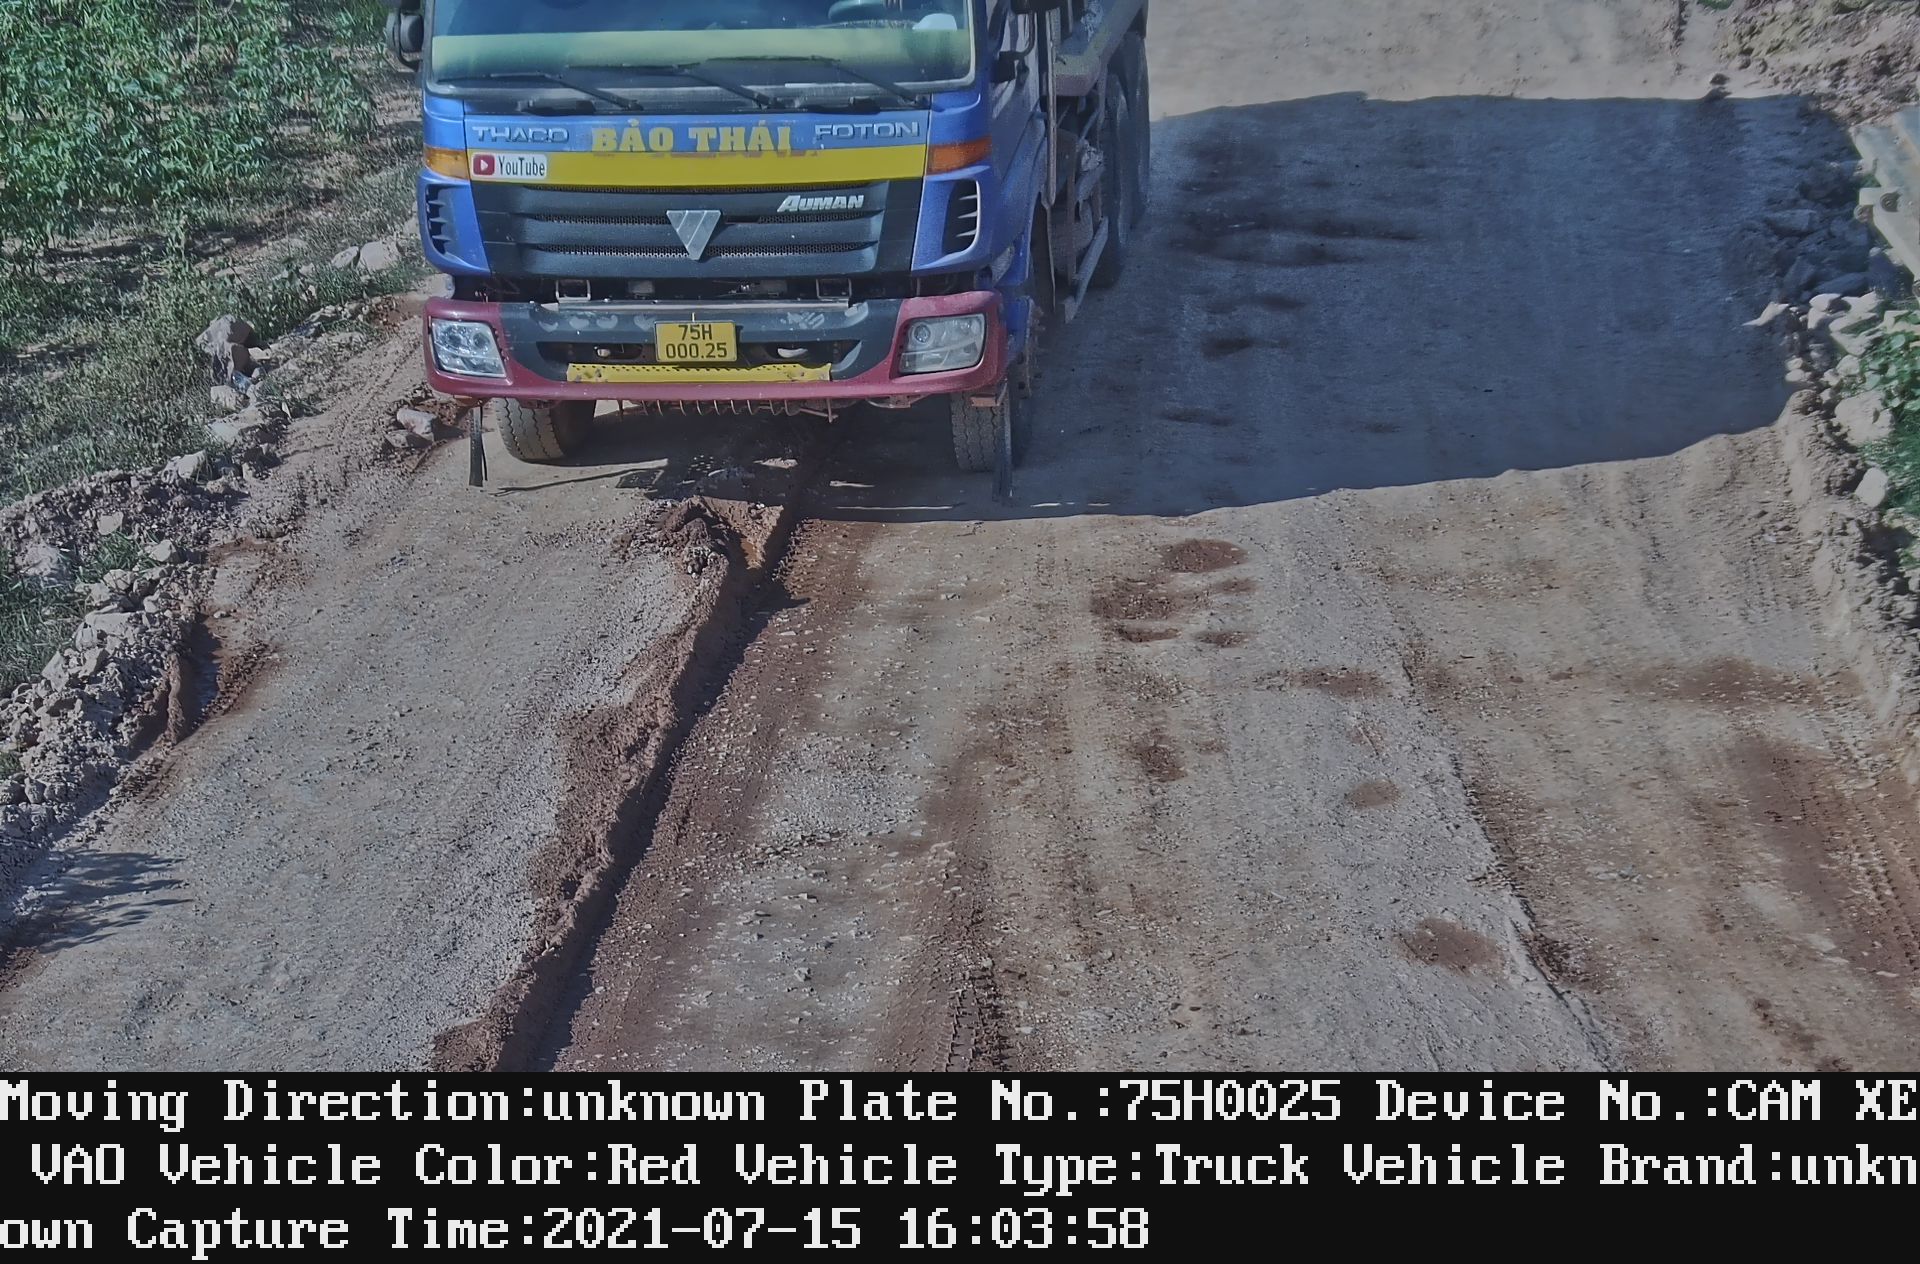 THACO BẢO THÁI FOTON
YouTube
AUMAN
75H
000.25
Moving Direction:unknown Plate No.:75H0025 Device No.:CAM XE
VAO Vehicle Color:Red Vehicle Type:Truck Vehicle Brand:unkn
own Capture Time:2021-07-15 16:03:58